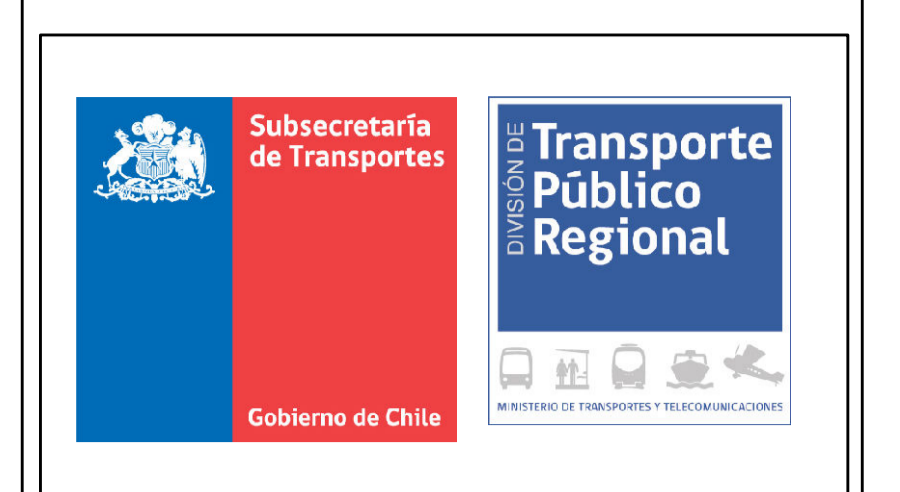 Subsecretaría
de Transportes
Gobierno de Chile
DIVISIÓN DE
Transporte
Público
Regional
MINISTERIO DE TRANSPORTES Y TELECOMUNICACIONES